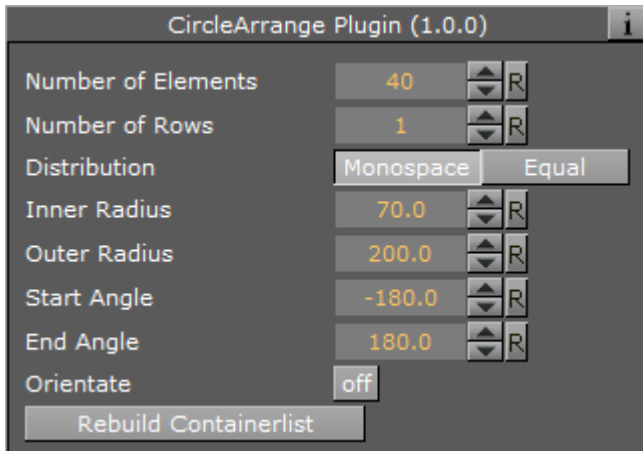 CircleArrange Plugin (1.0.0) i
Number of Elements 40 R
Number of Rows 1 R
Distribution Monospace Equal
Inner Radius 70.0 R
Outer Radius 200.0 R
Start Angle -180.0 R
End Angle 180.0 R
Orientate off
Rebuild Containerlist